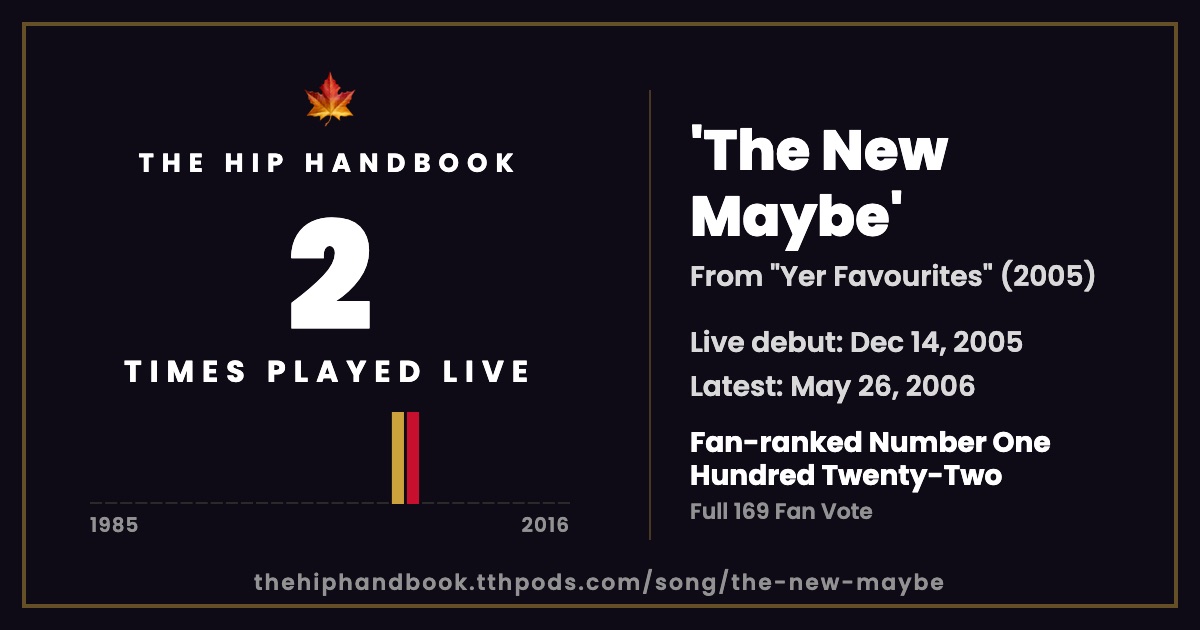 THE HIP HANDBOOK
2
TIMES PLAYED LIVE
1985
2016
'The New
Maybe'
From "Yer Favourites" (2005)
Live debut: Dec 14, 2005
Latest: May 26, 2006
Fan-ranked Number One
Hundred Twenty-Two
Full 169 Fan Vote
thehiphandbook.tthpods.com/song/the-new-maybe